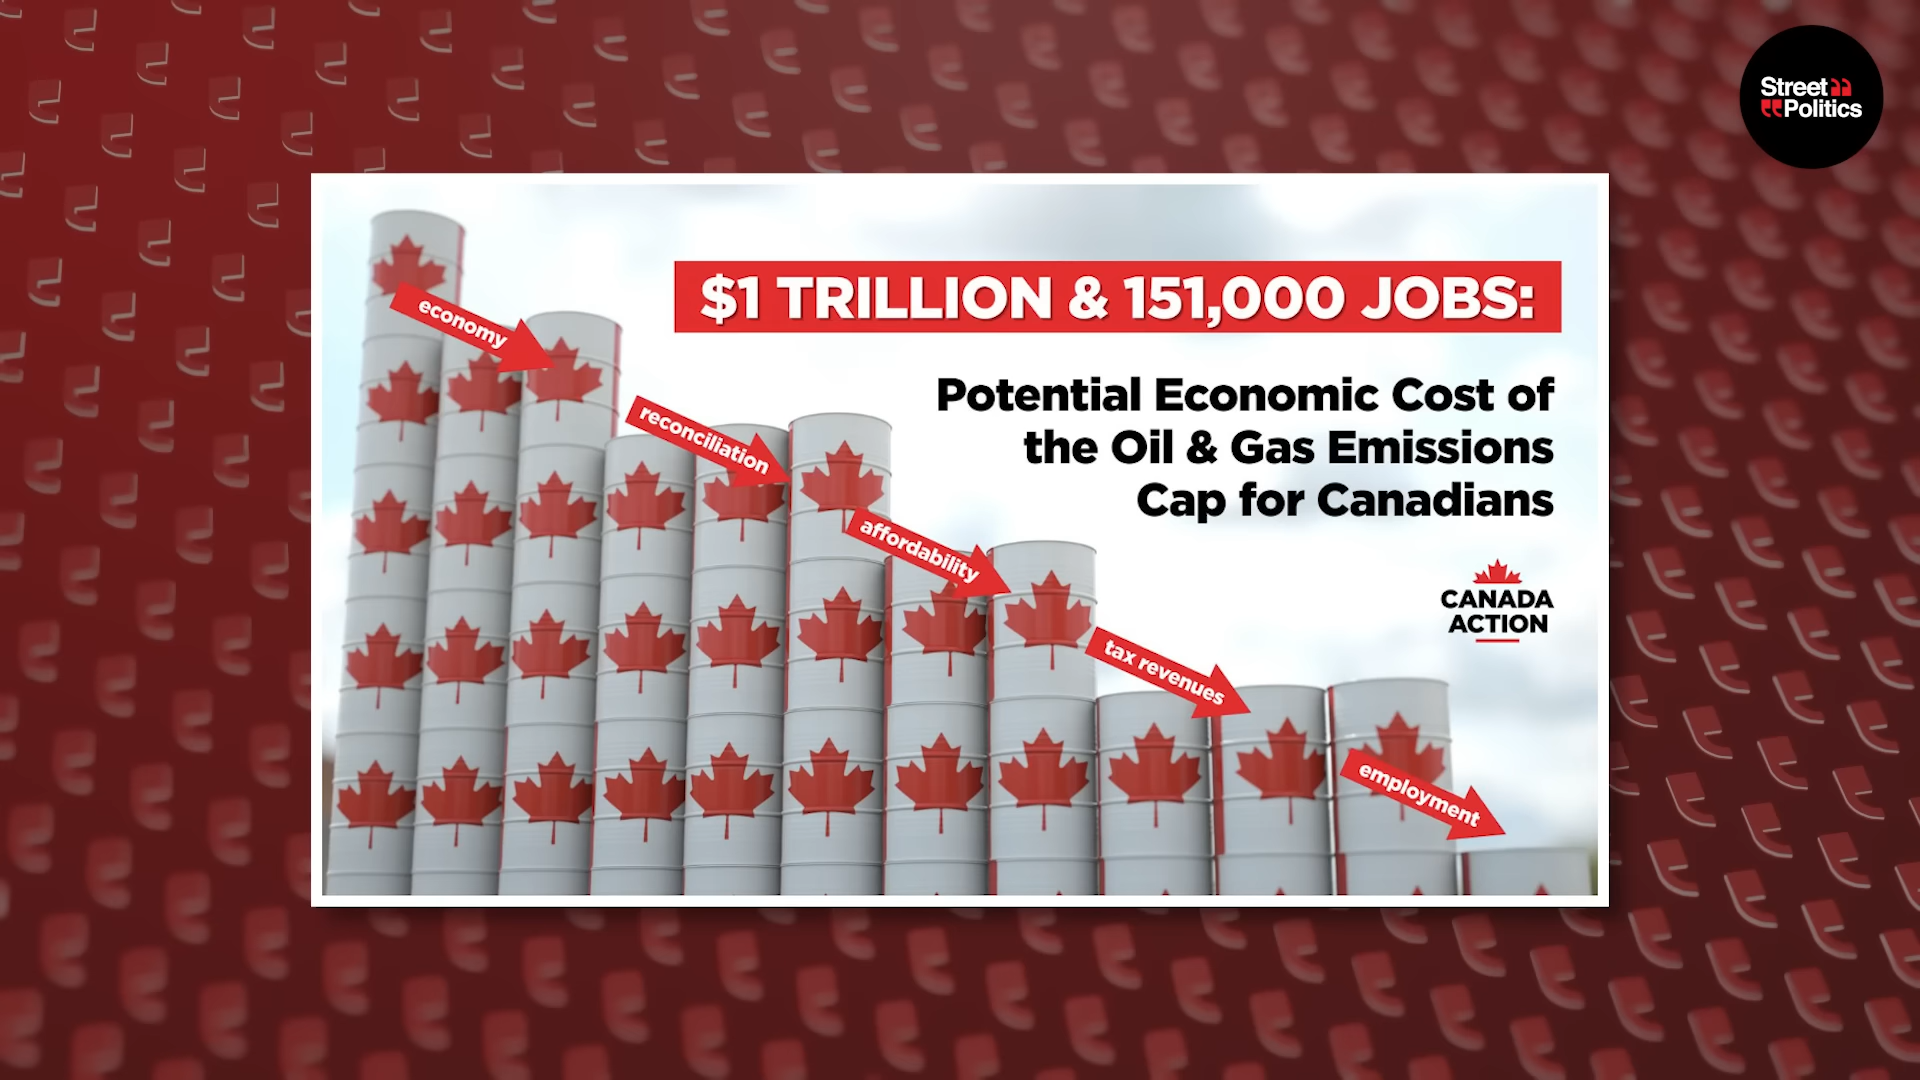 Street
Politics
$1 TRILLION & 151,000 JOBS:
Potential Economic Cost of
the Oil & Gas Emissions
Cap for Canadians
CANADA
ACTION
economy
reconciliation
affordability
tax revenues
employment